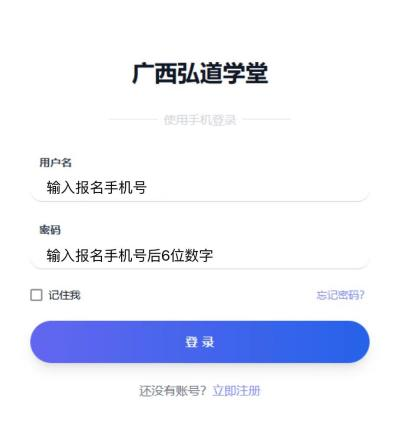 广西弘道学堂
使用手机登录
用户名
输入报名手机号
密码
输入报名手机号后6位数字
记住我 忘记密码?
登 录
还没有账号? 立即注册